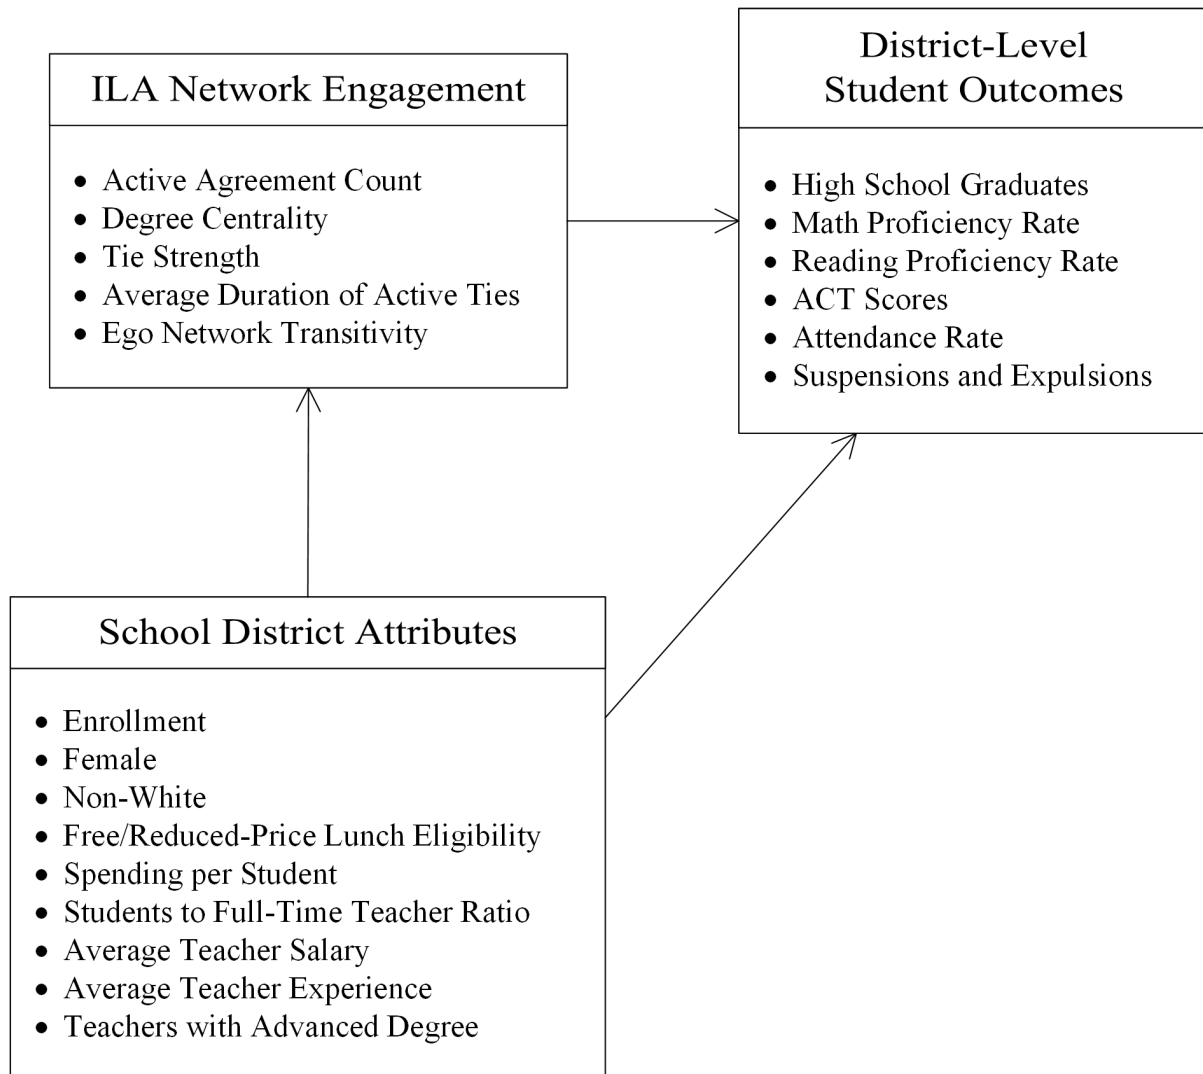 ILA Network Engagement
• Active Agreement Count
• Degree Centrality
• Tie Strength
• Average Duration of Active Ties
• Ego Network Transitivity
District-Level
Student Outcomes
• High School Graduates
• Math Proficiency Rate
• Reading Proficiency Rate
• ACT Scores
• Attendance Rate
• Suspensions and Expulsions
School District Attributes
• Enrollment
• Female
• Non-White
• Free/Reduced-Price Lunch Eligibility
• Spending per Student
• Students to Full-Time Teacher Ratio
• Average Teacher Salary
• Average Teacher Experience
• Teachers with Advanced Degree